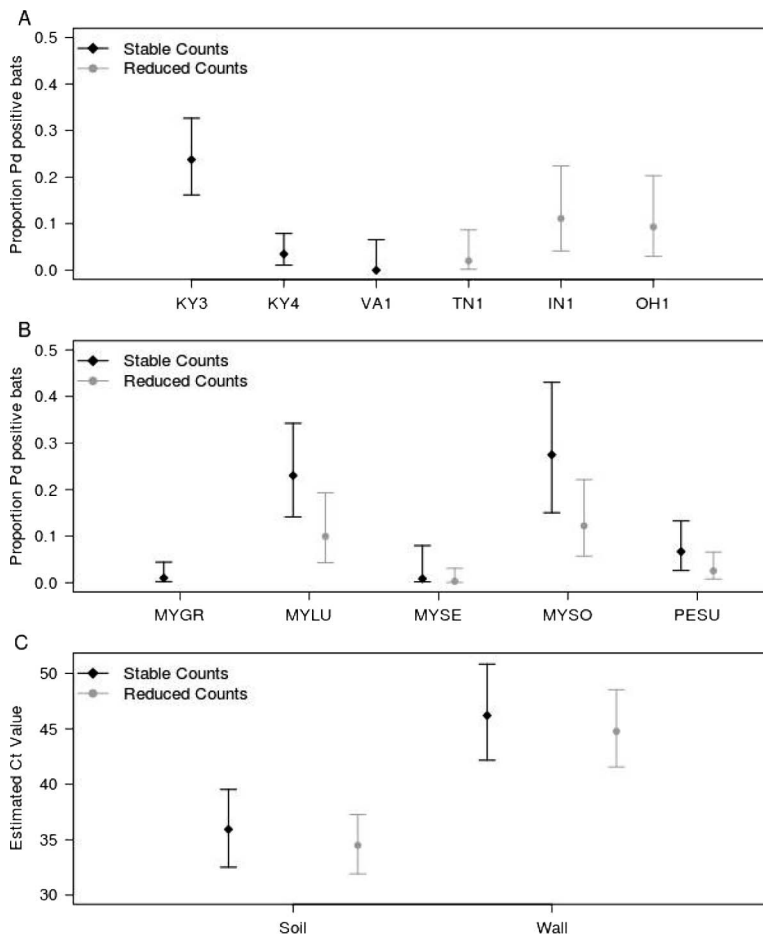 A
Proportion Pd positive bats
0.5
0.4
0.3
0.2
0.1
0.0
Stable Counts
Reduced Counts
KY3 KY4 VA1 TN1 IN1 OH1
B
Proportion Pd positive bats
0.5
0.4
0.3
0.2
0.1
0.0
Stable Counts
Reduced Counts
MYGR MYLU MYSE MYSO PESU
C
Estimated Ct Value
50
45
40
35
30
Stable Counts
Reduced Counts
Soil Wall